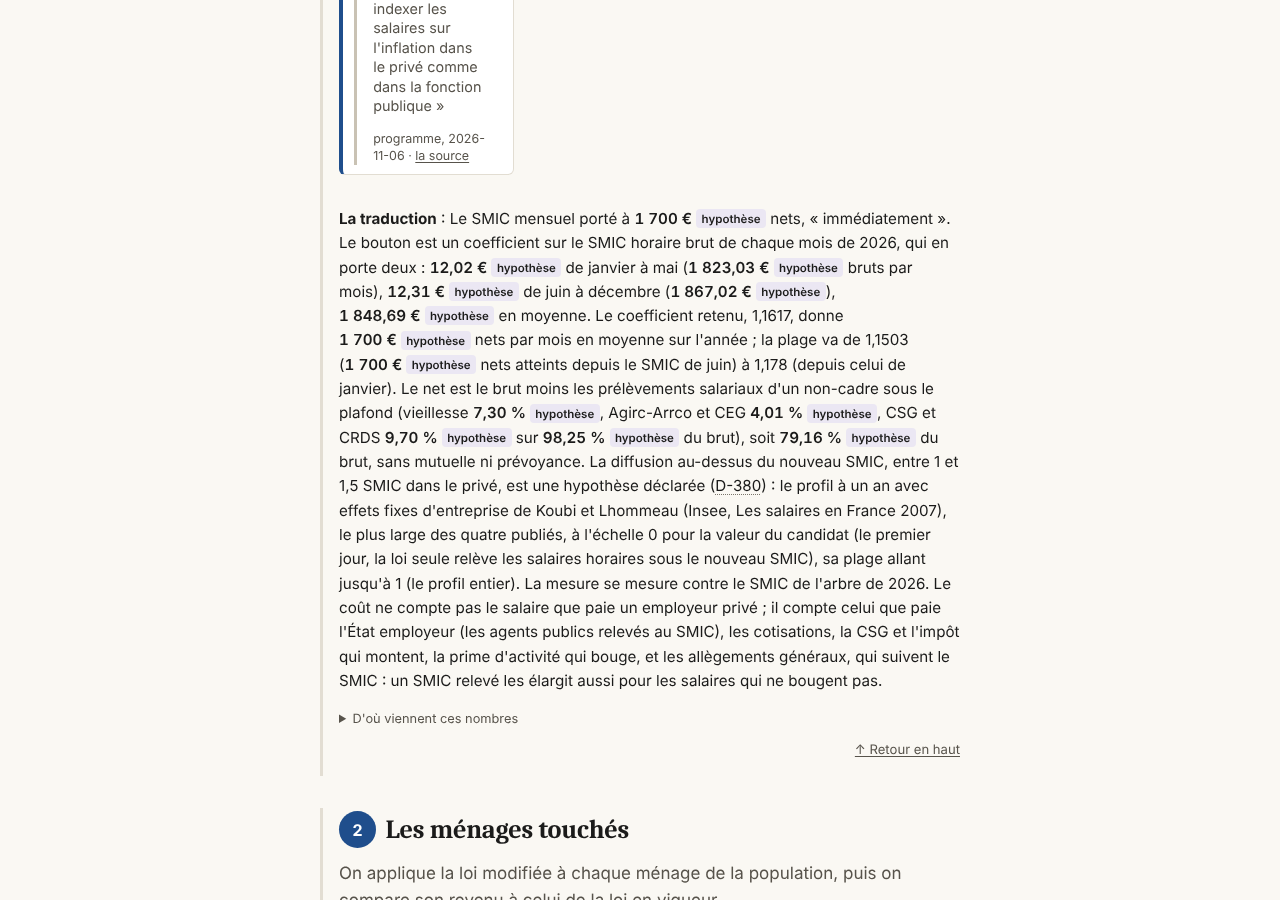 indexer les
salaires sur
l'inflation dans
le privé comme
dans la fonction
publique »
programme, 2026-
11-06 · la source
La traduction : Le SMIC mensuel porté à 1 700 € hypothèse nets, « immédiatement ».
Le bouton est un coefficient sur le SMIC horaire brut de chaque mois de 2026, qui en
porte deux : 12,02 € hypothèse de janvier à mai (1 823,03 € hypothèse bruts par
mois), 12,31 € hypothèse de juin à décembre (1 867,02 € hypothèse ),
1 848,69 € hypothèse en moyenne. Le coefficient retenu, 1,1617, donne
1 700 € hypothèse nets par mois en moyenne sur l'année ; la plage va de 1,1503
(1 700 € hypothèse nets atteints depuis le SMIC de juin) à 1,178 (depuis celui de
janvier). Le net est le brut moins les prélèvements salariaux d'un non-cadre sous le
plafond (vieillesse 7,30 % hypothèse , Agirc-Arrco et CEG 4,01 % hypothèse , CSG et
CRDS 9,70 % hypothèse sur 98,25 % hypothèse du brut), soit 79,16 % hypothèse du
brut, sans mutuelle ni prévoyance. La diffusion au-dessus du nouveau SMIC, entre 1 et
1,5 SMIC dans le privé, est une hypothèse déclarée (D-380) : le profil à un an avec
effets fixes d'entreprise de Koubi et Lhommeau (Insee, Les salaires en France 2007),
le plus large des quatre publiés, à l'échelle 0 pour la valeur du candidat (le premier
jour, la loi seule relève les salaires horaires sous le nouveau SMIC), sa plage allant
jusqu'à 1 (le profil entier). La mesure se mesure contre le SMIC de l'arbre de 2026. Le
coût ne compte pas le salaire que paie un employeur privé ; il compte celui que paie
l'État employeur (les agents publics relevés au SMIC), les cotisations, la CSG et l'impôt
qui montent, la prime d'activité qui bouge, et les allègements généraux, qui suivent le
SMIC : un SMIC relevé les élargit aussi pour les salaires qui ne bougent pas.
▶ D'où viennent ces nombres
↑ Retour en haut
2 Les ménages touchés
On applique la loi modifiée à chaque ménage de la population, puis on
compare son revenu à celui de la loi en vigueur.